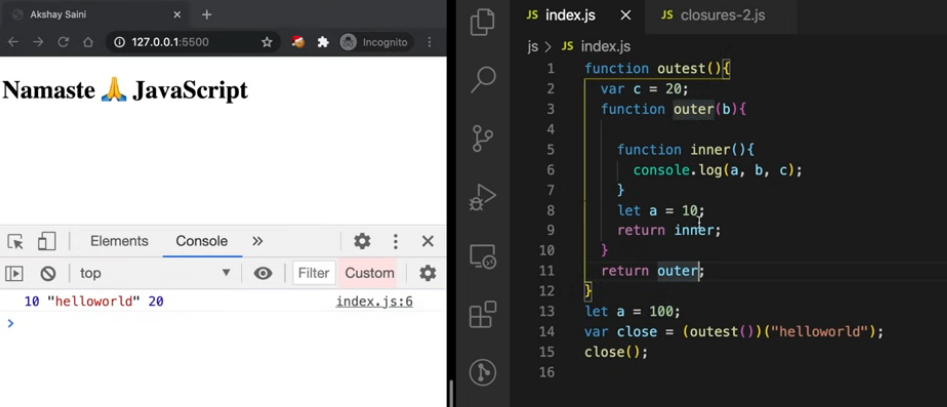 Akshay Saini
127.0.0.1:5500
Incognito
Namaste 🙏 JavaScript
Elements Console »
top Filter Custom
10 "helloworld" 20 index.js:6
>
JS index.js JS closures-2.js
js > JS index.js
1 function outest(){
2 var c = 20;
3 function outer(b){
4
5 function inner(){
6 console.log(a, b, c);
7 }
8 let a = 10;
9 return inner;
10 }
11 return outer;
12 }
13 let a = 100;
14 var close = (outest())("helloworld");
15 close();
16